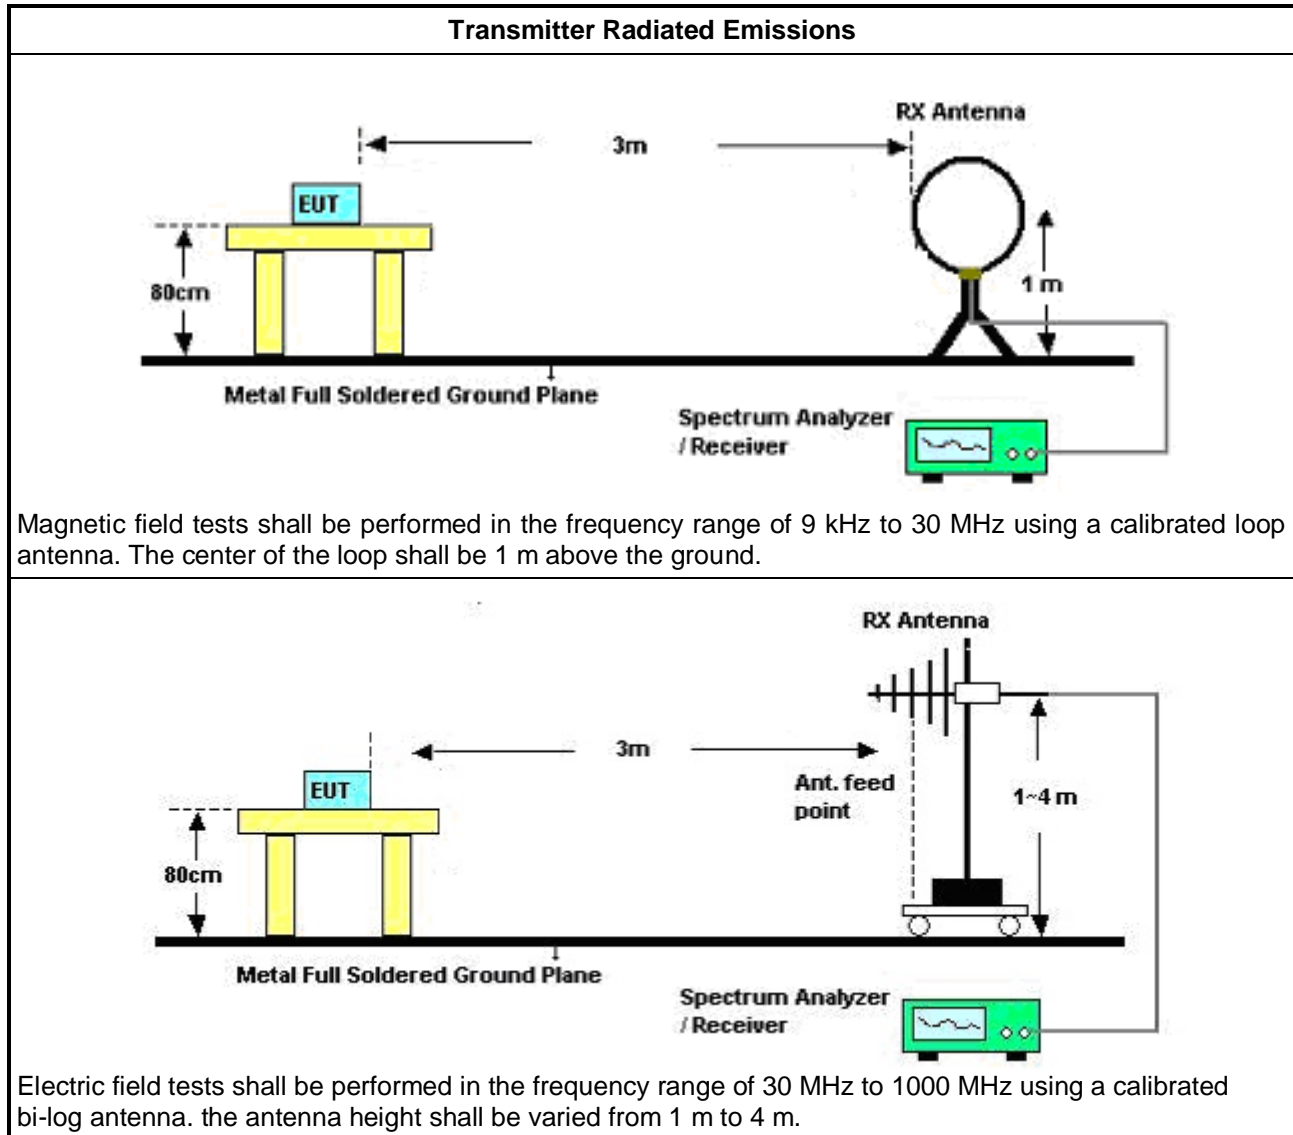 Transmitter Radiated Emissions
RX Antenna
3m
EUT
80cm
1 m
Metal Full Soldered Ground Plane
Spectrum Analyzer
/ Receiver
Magnetic field tests shall be performed in the frequency range of 9 kHz to 30 MHz using a calibrated loop
antenna. The center of the loop shall be 1 m above the ground.
RX Antenna
3m
EUT
Ant. feed
point
1~4 m
80cm
Metal Full Soldered Ground Plane
Spectrum Analyzer
/ Receiver
Electric field tests shall be performed in the frequency range of 30 MHz to 1000 MHz using a calibrated
bi-log antenna. the antenna height shall be varied from 1 m to 4 m.